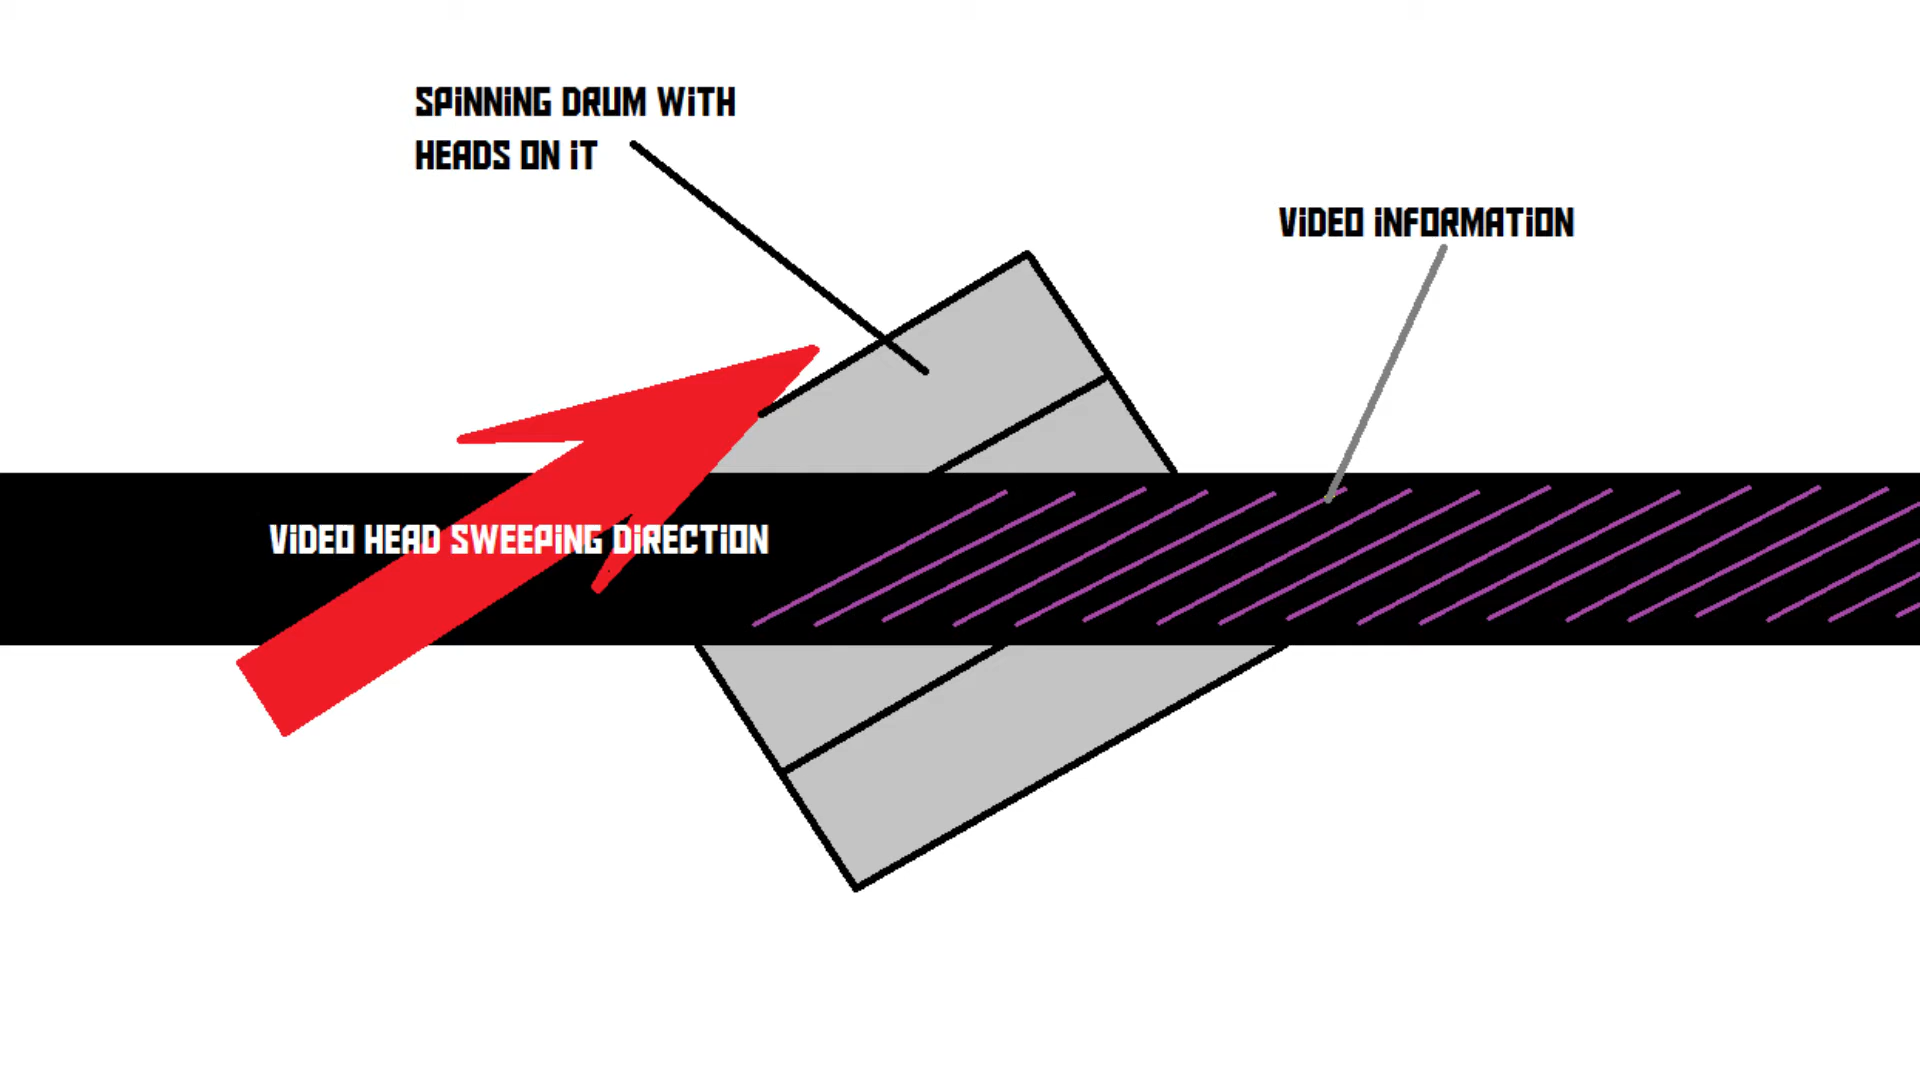 SPINNING DRUM WITH
HEADS ON IT
VIDEO INFORMATION
VIDEO HEAD SWEEPING DIRECTION